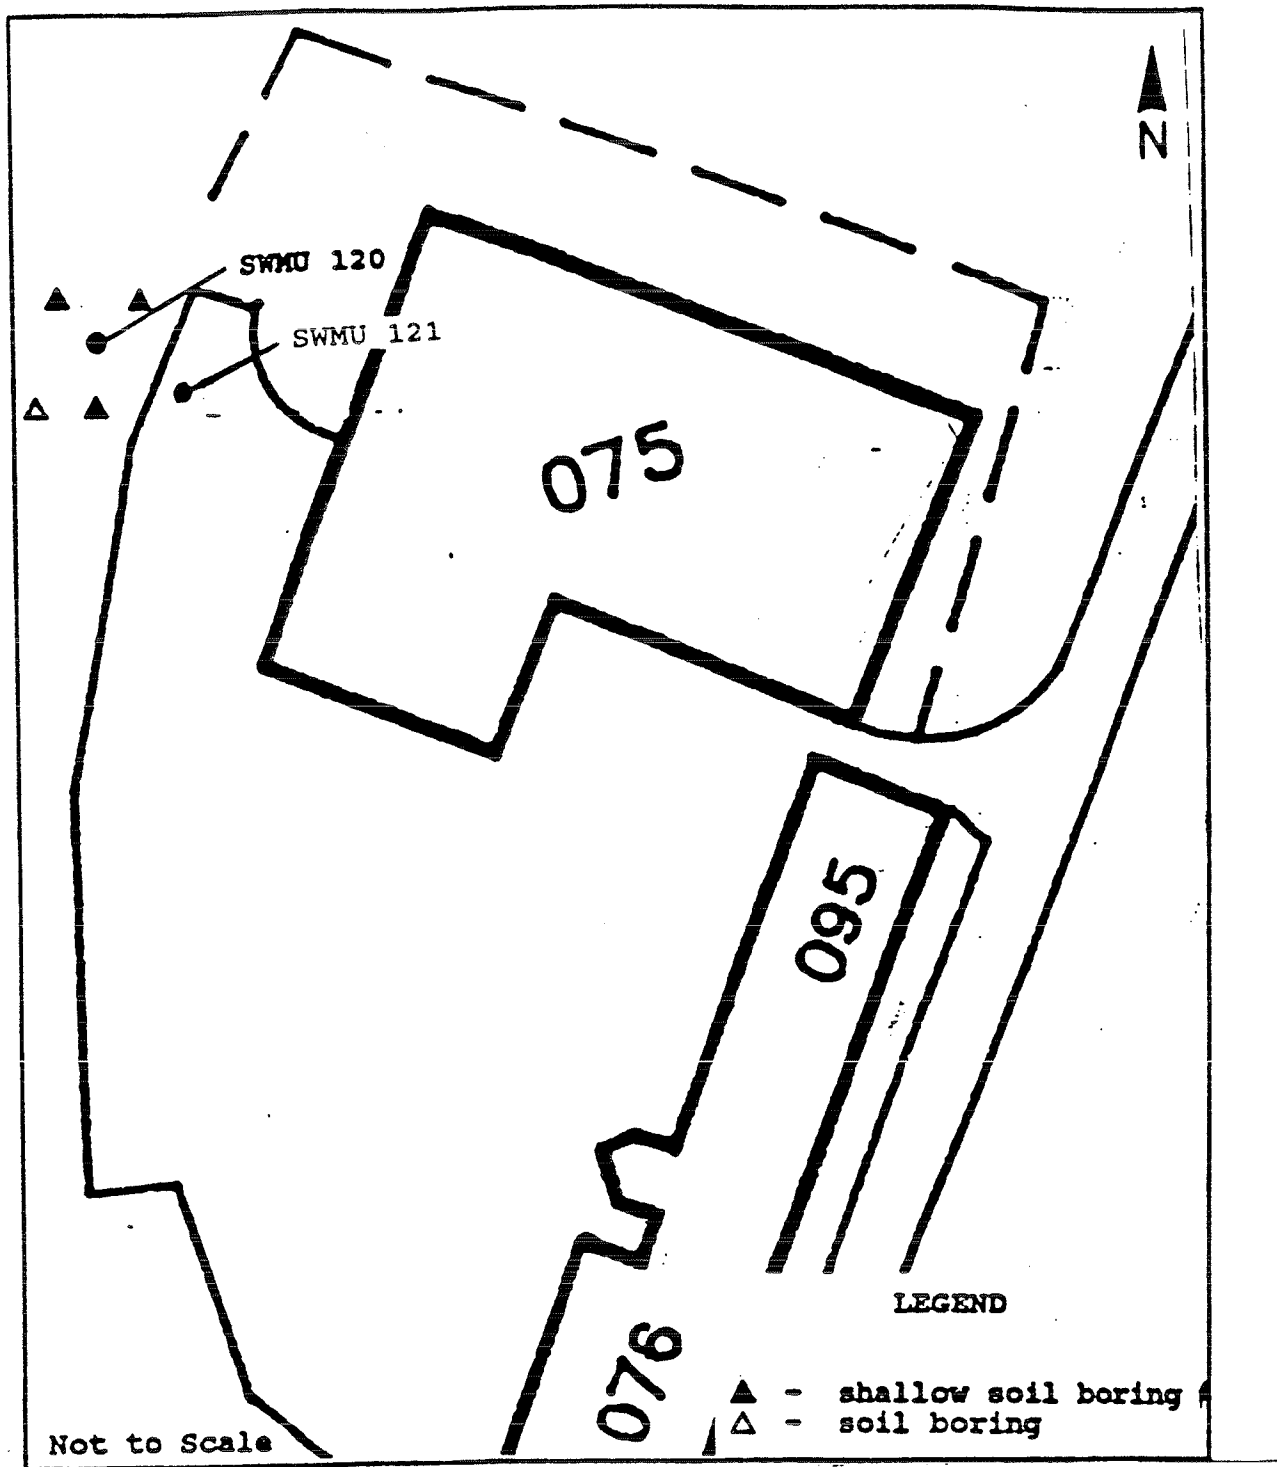 N
SWMU 120
SWMU 121
075
095
LEGEND
076
▲ - shallow soil boring
△ - soil boring
Not to Scale